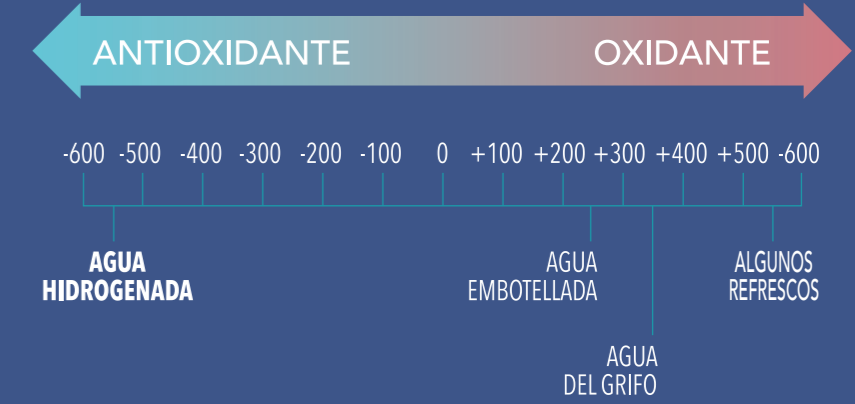 ANTIOXIDANTE OXIDANTE
-600 -500 -400 -300 -200 -100 0 +100 +200 +300 +400 +500 -600
AGUA
HIDROGENADA
AGUA
EMBOTELLADA
ALGUNOS
REFRESCOS
AGUA
DEL GRIFO